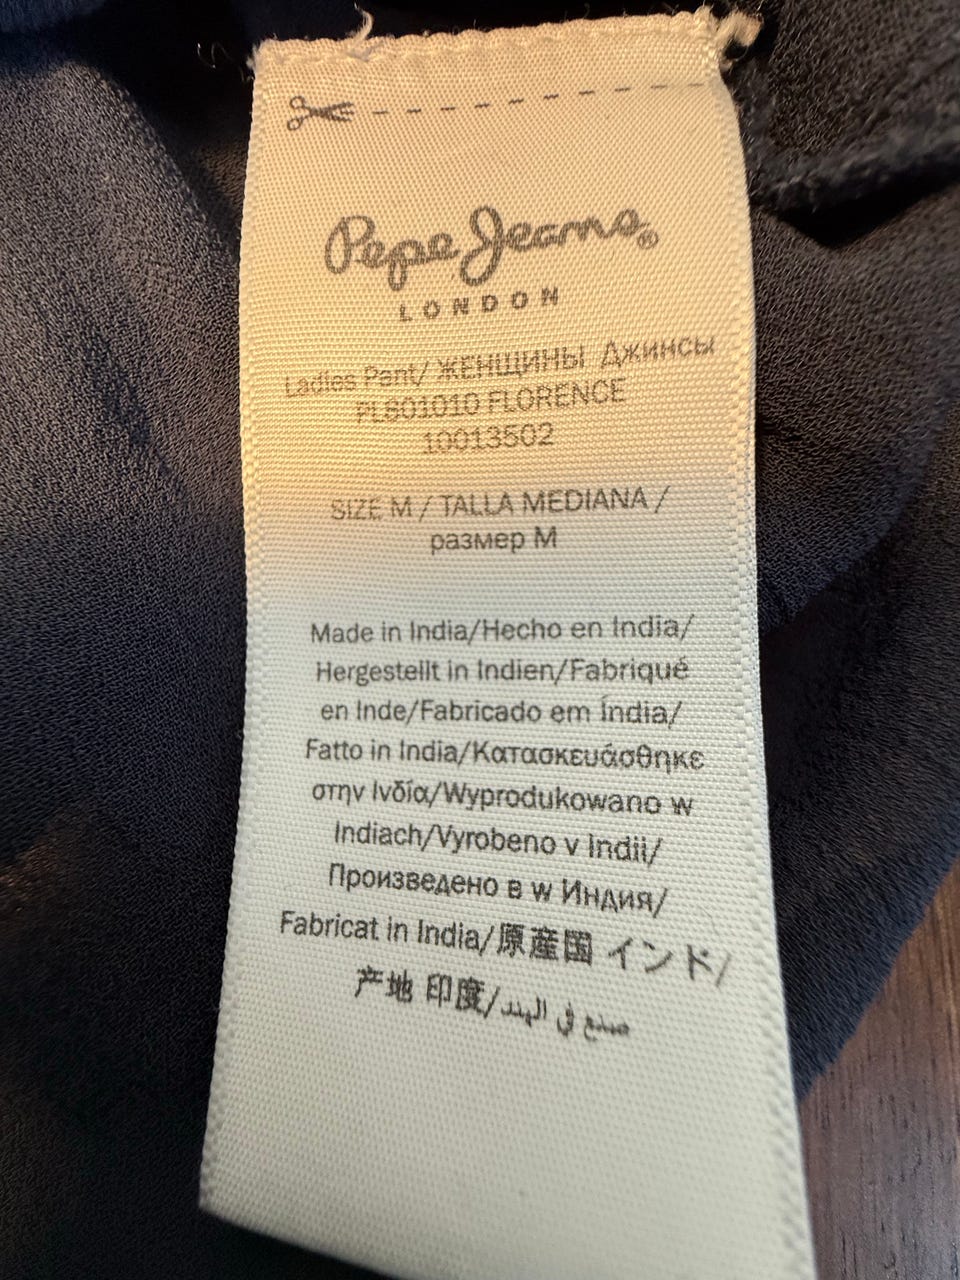 Pepe Jeans®
LONDON
Ladies Pant/ ЖЕНЩИНЫ Джинсы
PL801010 FLORENCE
10013502
SIZE M / TALLA MEDIANA /
размер M
Made in India/Hecho en India/
Hergestellt in Indien/Fabriqué
en Inde/Fabricado em Índia/
Fatto in India/Κατασκευάσθηκε
στην Ινδία/Wyprodukowano w
Indiach/Vyrobeno v Indii/
Произведено в w Индия/
Fabricat in India/原産国 インド/
产地 印度/صنع في الهند